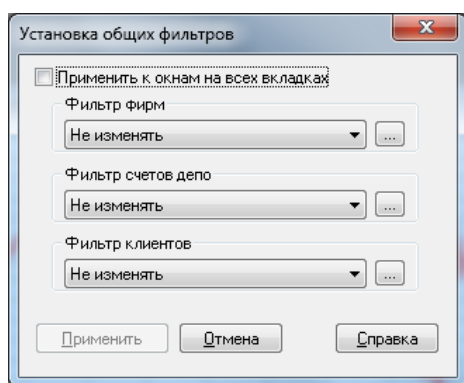 Установка общих фильтров
Применить к окнам на всех вкладках
Фильтр фирм
Не изменять
...
Фильтр счетов депо
Не изменять
...
Фильтр клиентов
Не изменять
...
Применить Отмена Справка